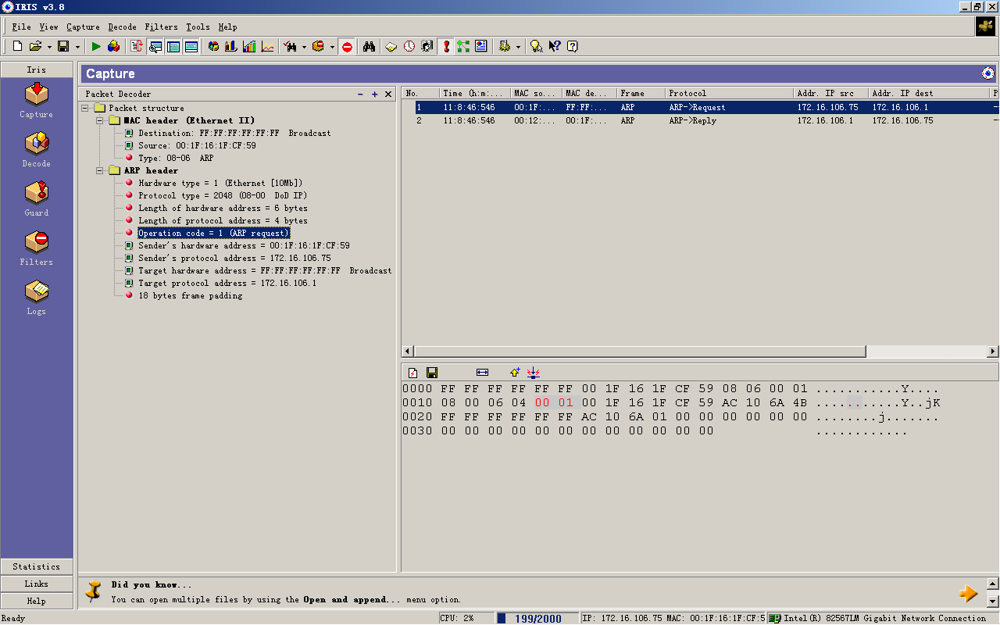 IRIS v3.8
File View Capture Decode Filters Tools Help
Iris
Capture
Decode
Guard
Filters
Logs
Statistics
Links
Help
Capture
Packet Decoder
Packet structure
MAC header (Ethernet II)
Destination: FF:FF:FF:FF:FF:FF Broadcast
Source: 00:1F:16:1F:CF:59
Type: 08-06 ARP
ARP header
Hardware type = 1 (Ethernet [10Mb])
Protocol type = 2048 (08-00 DoD IP)
Length of hardware address = 6 bytes
Length of protocol address = 4 bytes
Operation code = 1 (ARP request)
Sender's hardware address = 00:1F:16:1F:CF:59
Sender's protocol address = 172.16.106.75
Target hardware address = FF:FF:FF:FF:FF:FF Broadcast
Target protocol address = 172.16.106.1
18 bytes frame padding
No. Time (h:m:... MAC so... MAC de... Frame Protocol Addr. IP src Addr. IP dest P
1 11:8:46:546 00:1F:... FF:FF:... ARP ARP->Request 172.16.106.75 172.16.106.1 --
2 11:8:46:546 00:12:... 00:1F:... ARP ARP->Reply 172.16.106.1 172.16.106.75 --
0000 FF FF FF FF FF FF 00 1F 16 1F CF 59 08 06 00 01 ...........Y....
0010 08 00 06 04 00 01 00 1F 16 1F CF 59 AC 10 6A 4B ...........Y..jK
0020 FF FF FF FF FF FF AC 10 6A 01 00 00 00 00 00 00 ........j.......
0030 00 00 00 00 00 00 00 00 00 00 00 00 ............
Did you know...
You can open multiple files by using the Open and append... menu option.
Ready CPU: 2% 199/2000 IP: 172.16.106.75 MAC: 00:1F:16:1F:CF:5 Intel(R) 82567LM Gigabit Network Connection